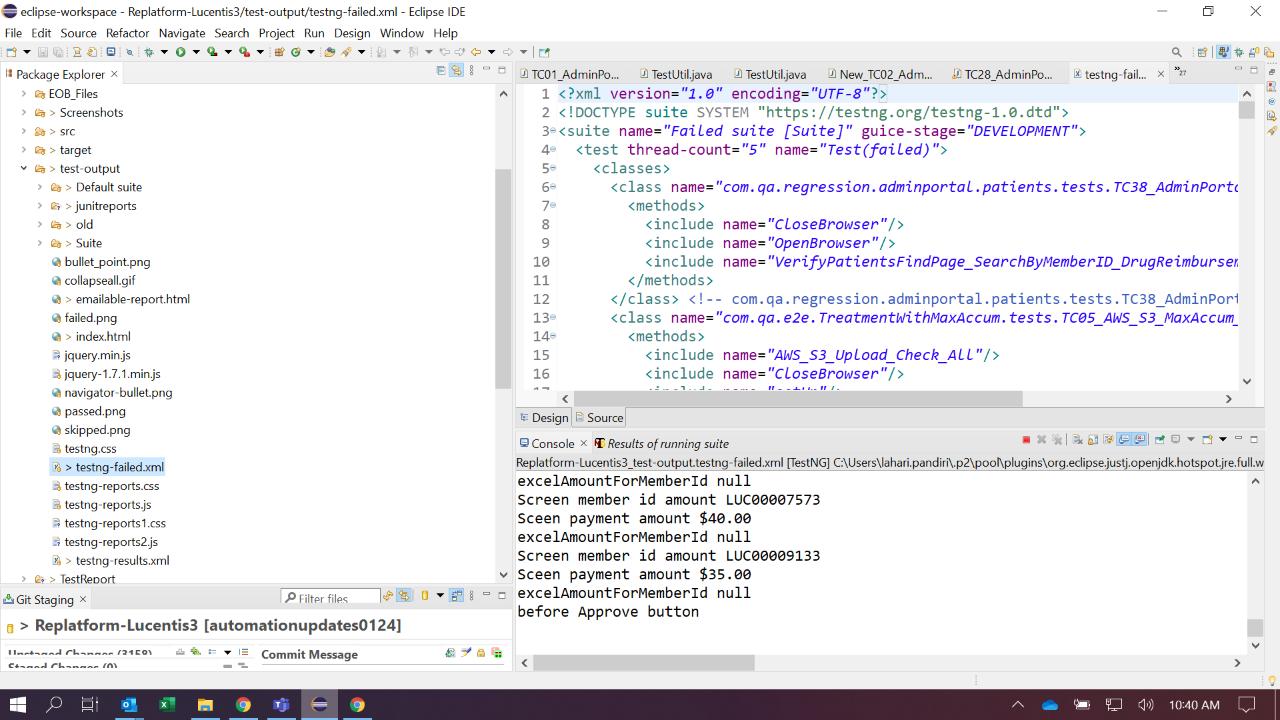 eclipse-workspace - Replatform-Lucentis3/test-output/testng-failed.xml - Eclipse IDE
File Edit Source Refactor Navigate Search Project Run Design Window Help
Package Explorer
> EOB_Files
> Screenshots
> src
> target
> test-output
> Default suite
> junitreports
> old
> Suite
bullet_point.png
collapseall.gif
> emailable-report.html
failed.png
> index.html
jquery.min.js
jquery-1.7.1.min.js
navigator-bullet.png
passed.png
skipped.png
testng.css
> testng-failed.xml
testng-reports.css
testng-reports.js
testng-reports1.css
testng-reports2.js
> testng-results.xml
> TestReport
Git Staging
Filter files
> Replatform-Lucentis3 [automationupdates0124]
Unstaged Changes (3158)
Staged Changes (0)
Commit Message
TC01_AdminPo... TestUtil.java TestUtil.java New_TC02_Adm... TC28_AdminPo... testng-fail... »27
1 <?xml version="1.0" encoding="UTF-8"?>
2 <!DOCTYPE suite SYSTEM "https://testng.org/testng-1.0.dtd">
3 <suite name="Failed suite [Suite]" guice-stage="DEVELOPMENT">
4 <test thread-count="5" name="Test(failed)">
5 <classes>
6 <class name="com.qa.regression.adminportal.patients.tests.TC38_AdminPorta
7 <methods>
8 <include name="CloseBrowser"/>
9 <include name="OpenBrowser"/>
10 <include name="VerifyPatientsFindPage_SearchByMemberID_DrugReimbursem
11 </methods>
12 </class> <!-- com.qa.regression.adminportal.patients.tests.TC38_AdminPort
13 <class name="com.qa.e2e.TreatmentWithMaxAccum.tests.TC05_AWS_S3_MaxAccum_
14 <methods>
15 <include name="AWS_S3_Upload_Check_All"/>
16 <include name="CloseBrowser"/>
17 <include name="setUp"/>
Design Source
Console Results of running suite
Replatform-Lucentis3_test-output.testng-failed.xml [TestNG] C:\Users\lahari.pandiri\.p2\pool\plugins\org.eclipse.justj.openjdk.hotspot.jre.full.w
excelAmountForMemberId null
Screen member id amount LUC00007573
Sceen payment amount $40.00
excelAmountForMemberId null
Screen member id amount LUC00009133
Sceen payment amount $35.00
excelAmountForMemberId null
before Approve button
10:40 AM